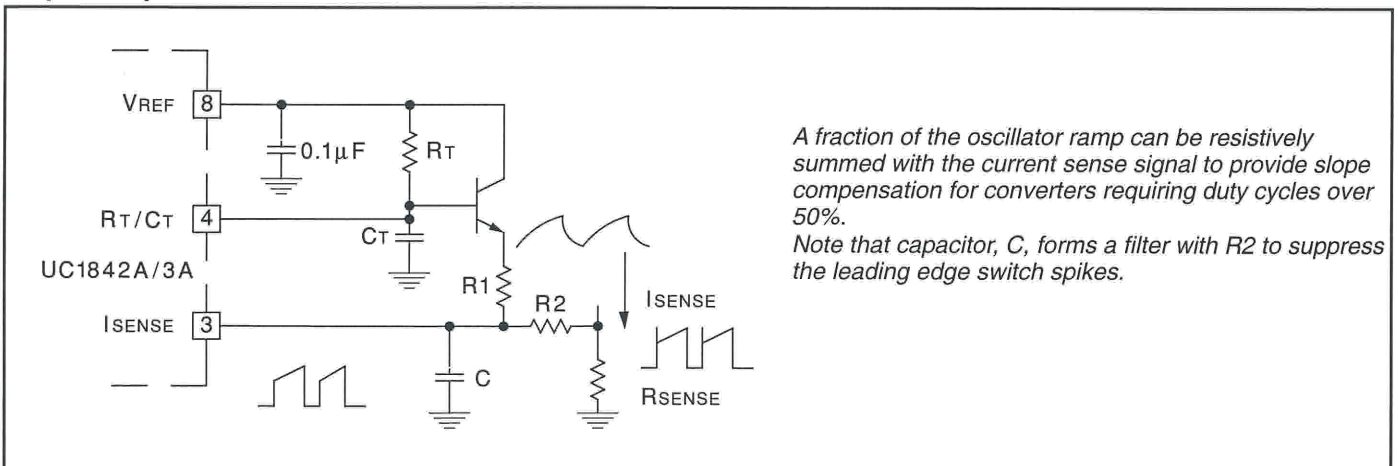 VREF 8
0.1µF
RT
RT/CT 4
CT
UC1842A/3A
R1
R2
ISENSE
ISENSE 3
C
RSENSE
A fraction of the oscillator ramp can be resistively
summed with the current sense signal to provide slope
compensation for converters requiring duty cycles over
50%.
Note that capacitor, C, forms a filter with R2 to suppress
the leading edge switch spikes.